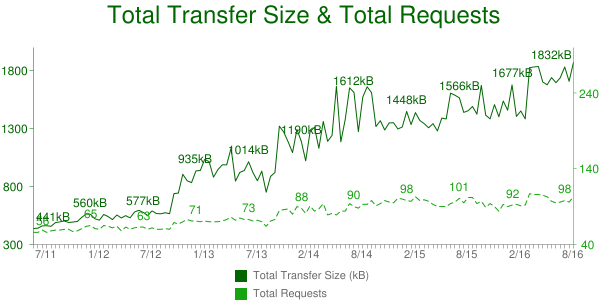 Total Transfer Size & Total Requests
1832kB
1800
1677kB
1612kB
1566kB
240
1448kB
1300
1190kB
1014kB
935kB
140
800
560kB
577kB
441kB
56
65
63
71
73
88
90
98
101
92
98
300
40
7/11 1/12 7/12 1/13 8/13 2/14 8/14 2/15 8/15 2/16 8/16
Total Transfer Size (kB)
Total Requests